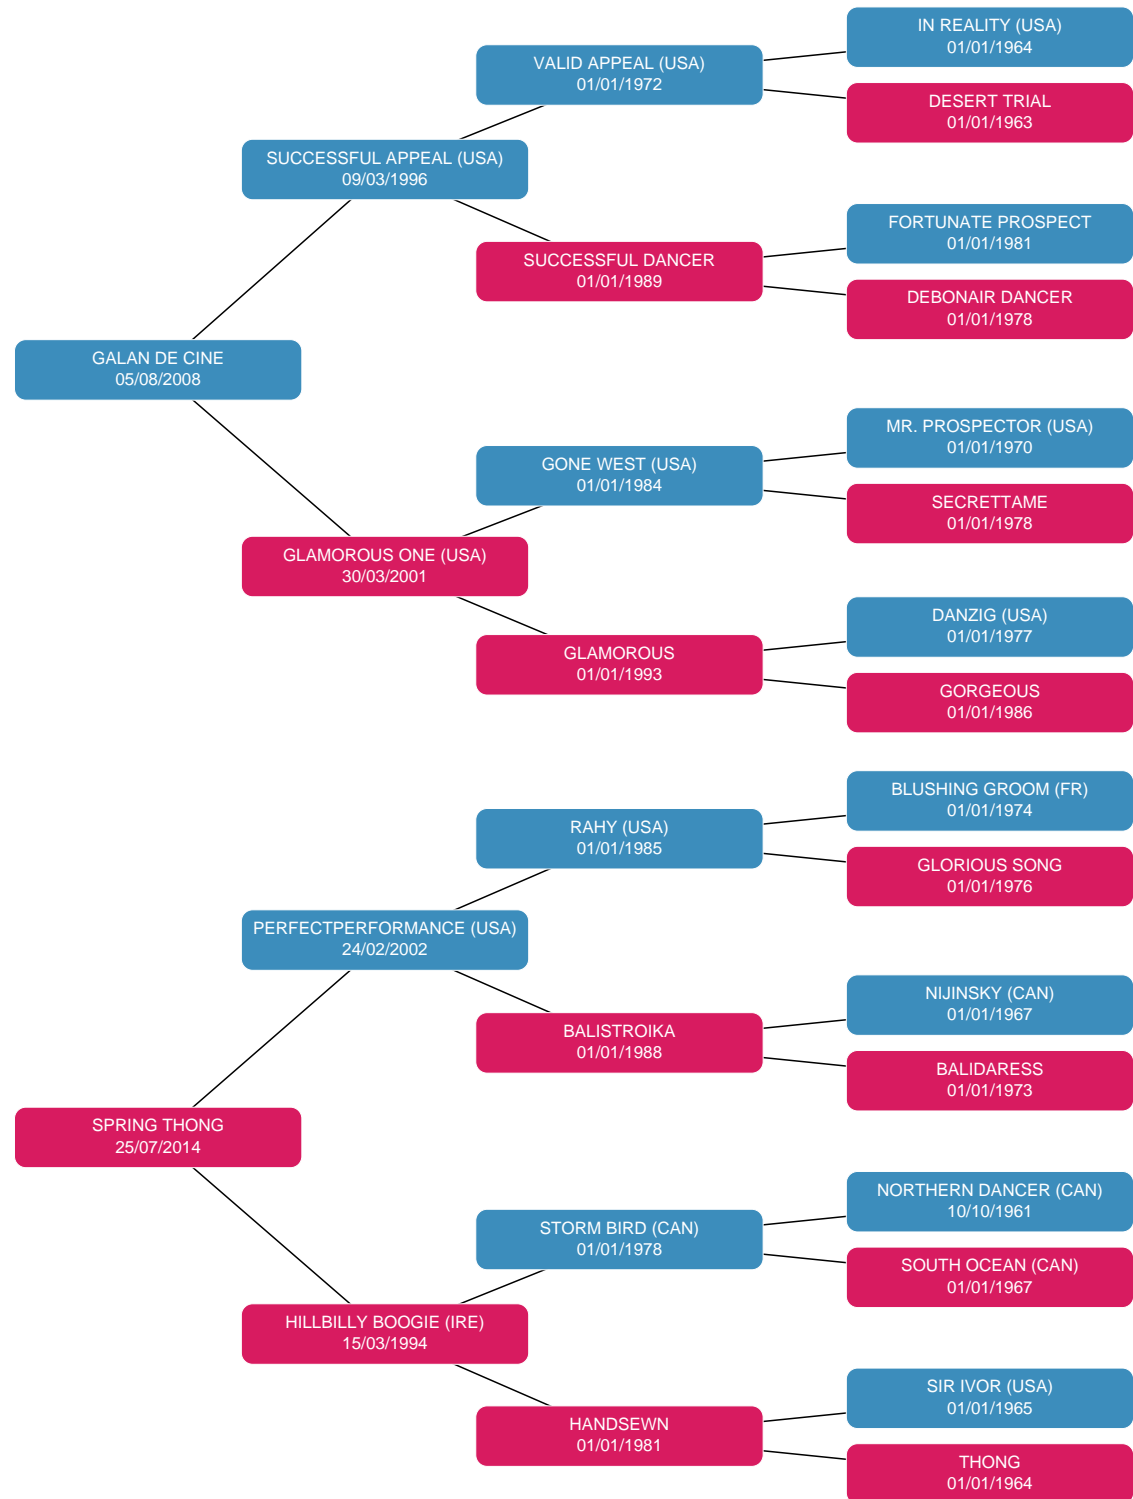 IN REALITY (USA)
01/01/1964
VALID APPEAL (USA)
01/01/1972
DESERT TRIAL
01/01/1963
SUCCESSFUL APPEAL (USA)
09/03/1996
FORTUNATE PROSPECT
01/01/1981
SUCCESSFUL DANCER
01/01/1989
DEBONAIR DANCER
01/01/1978
GALAN DE CINE
05/08/2008
MR. PROSPECTOR (USA)
01/01/1970
GONE WEST (USA)
01/01/1984
SECRETTAME
01/01/1978
GLAMOROUS ONE (USA)
30/03/2001
DANZIG (USA)
01/01/1977
GLAMOROUS
01/01/1993
GORGEOUS
01/01/1986
BLUSHING GROOM (FR)
01/01/1974
RAHY (USA)
01/01/1985
GLORIOUS SONG
01/01/1976
PERFECTPERFORMANCE (USA)
24/02/2002
NIJINSKY (CAN)
01/01/1967
BALISTROIKA
01/01/1988
BALIDARESS
01/01/1973
SPRING THONG
25/07/2014
NORTHERN DANCER (CAN)
10/10/1961
STORM BIRD (CAN)
01/01/1978
SOUTH OCEAN (CAN)
01/01/1967
HILLBILLY BOOGIE (IRE)
15/03/1994
SIR IVOR (USA)
01/01/1965
HANDSEWN
01/01/1981
THONG
01/01/1964